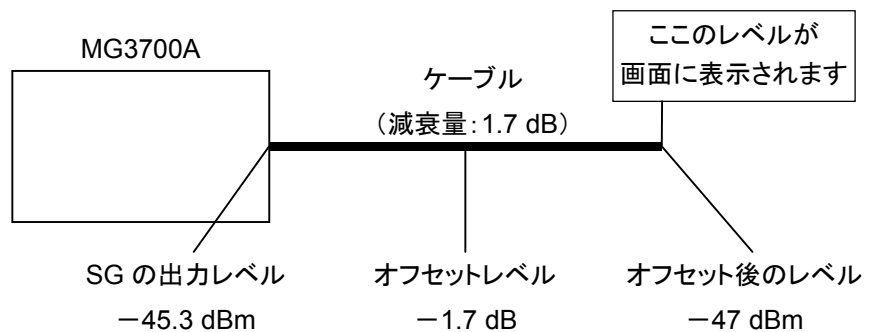 MG3700A
ここのレベルが
画面に表示されます
ケーブル
（減衰量：1.7 dB）
SG の出力レベル
－45.3 dBm
オフセットレベル
－1.7 dB
オフセット後のレベル
－47 dBm